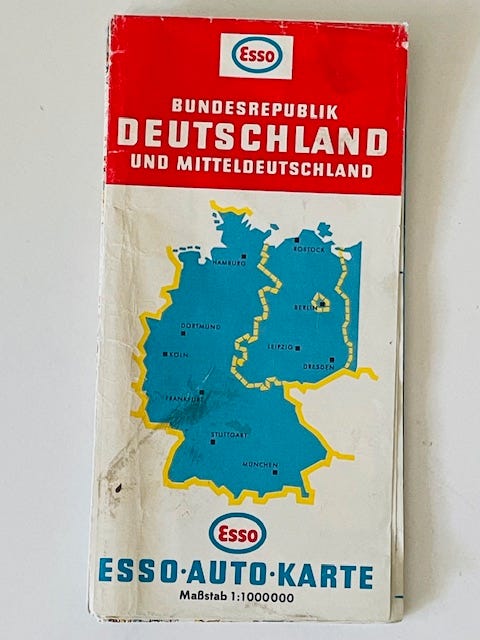 Esso
BUNDESREPUBLIK
DEUTSCHLAND
UND MITTELDEUTSCHLAND
ROSTOCK
HAMBURG
BERLIN
DORTMUND
LEIPZIG
KÖLN
DRESDEN
FRANKFURT
STUTTGART
MÜNCHEN
Esso
ESSO·AUTO·KARTE
Maßstab 1:1000000